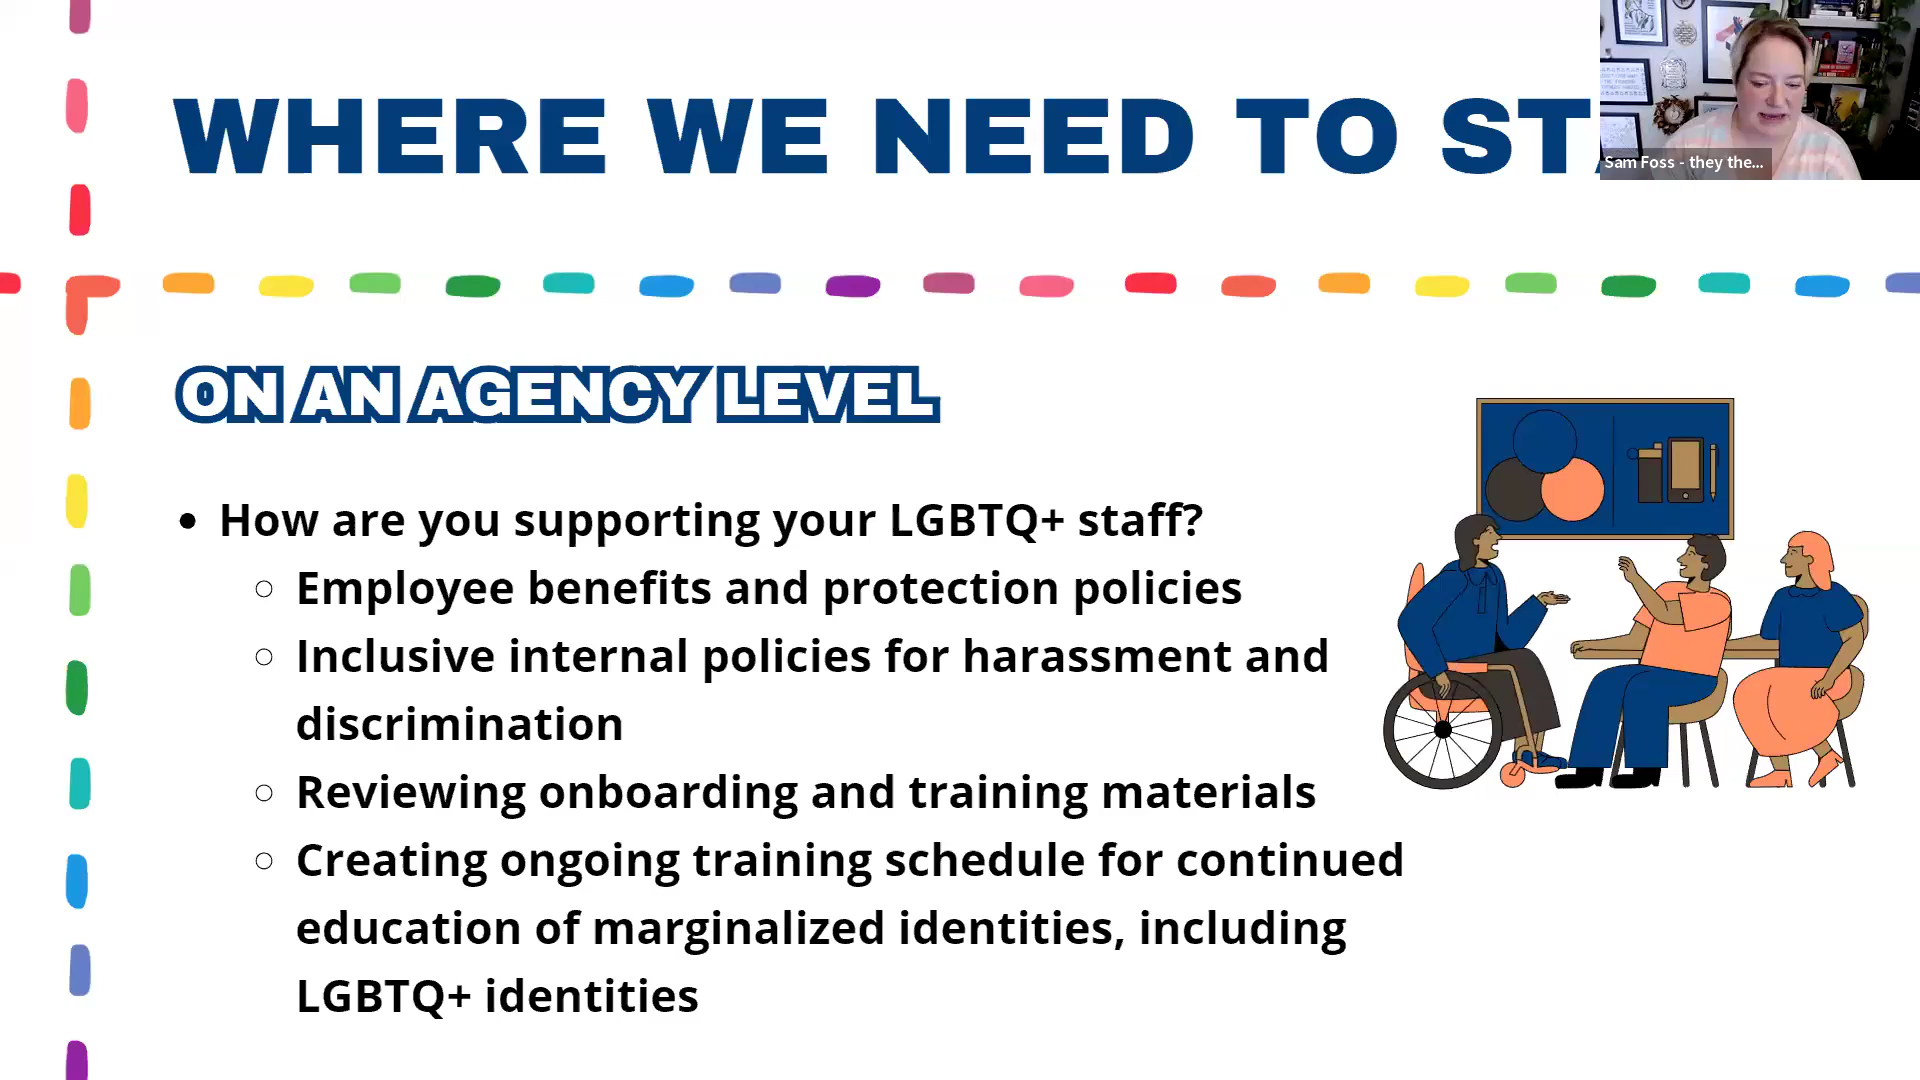 WHERE WE NEED TO ST
Sam Foss - they the...
ON AN AGENCY LEVEL
• How are you supporting your LGBTQ+ staff?
○ Employee benefits and protection policies
○ Inclusive internal policies for harassment and
discrimination
○ Reviewing onboarding and training materials
○ Creating ongoing training schedule for continued
education of marginalized identities, including
LGBTQ+ identities